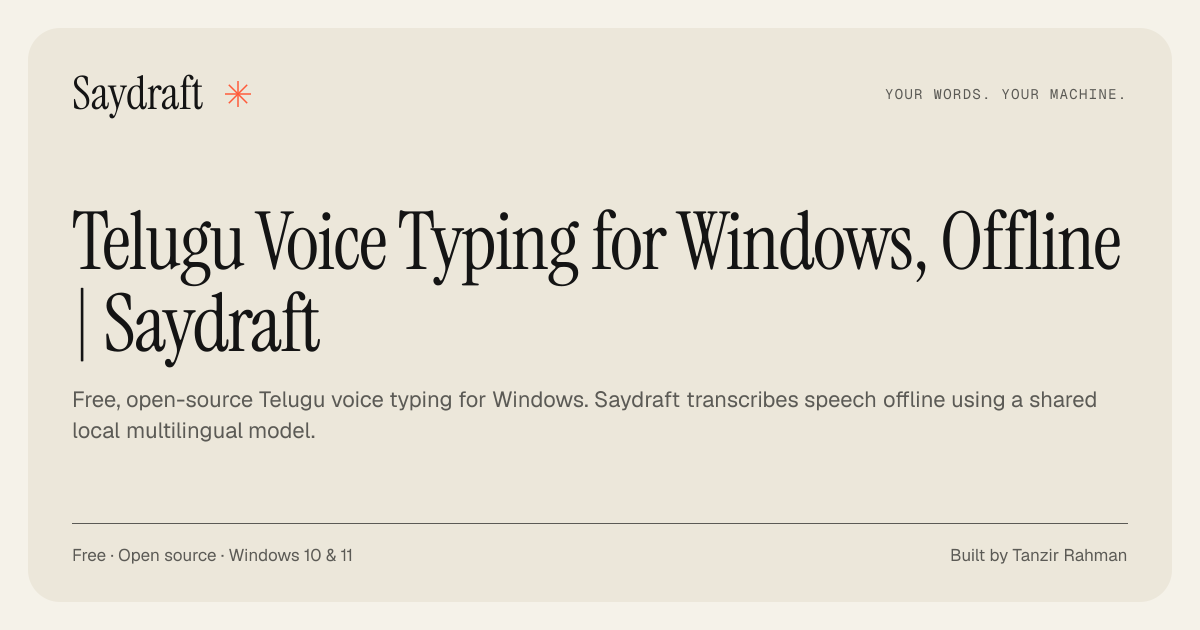 Saydraft
YOUR WORDS. YOUR MACHINE.
Telugu Voice Typing for Windows, Offline
| Saydraft
Free, open-source Telugu voice typing for Windows. Saydraft transcribes speech offline using a shared
local multilingual model.
Free · Open source · Windows 10 & 11
Built by Tanzir Rahman